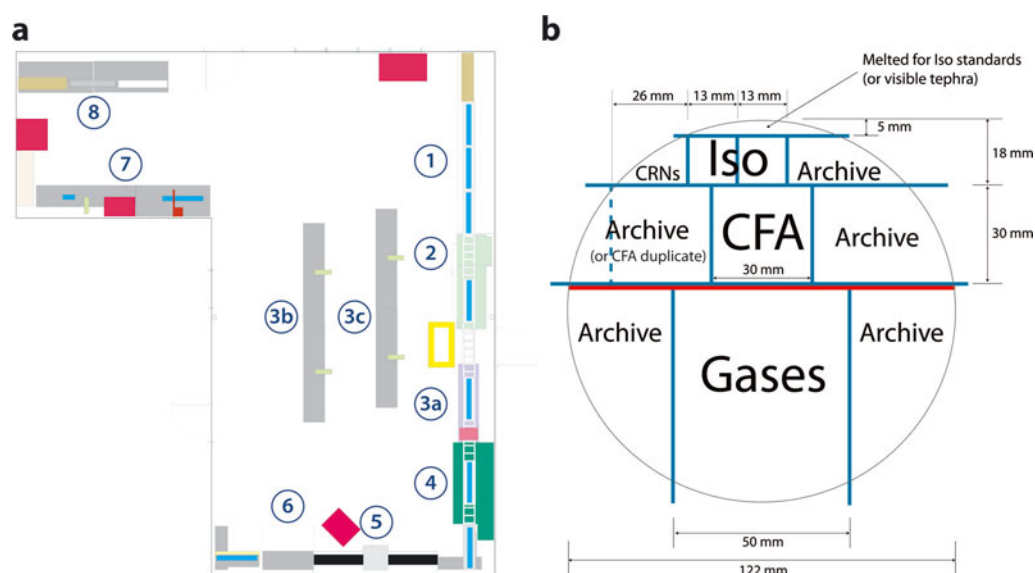 a
8
7
1
2
3b
3c
3a
4
6
5
b
Melted for Iso standards
(or visible tephra)
26 mm
13 mm
13 mm
5 mm
18 mm
CRNs
Iso
Archive
30 mm
Archive
(or CFA duplicate)
CFA
30 mm
Archive
Archive
Gases
Archive
50 mm
122 mm